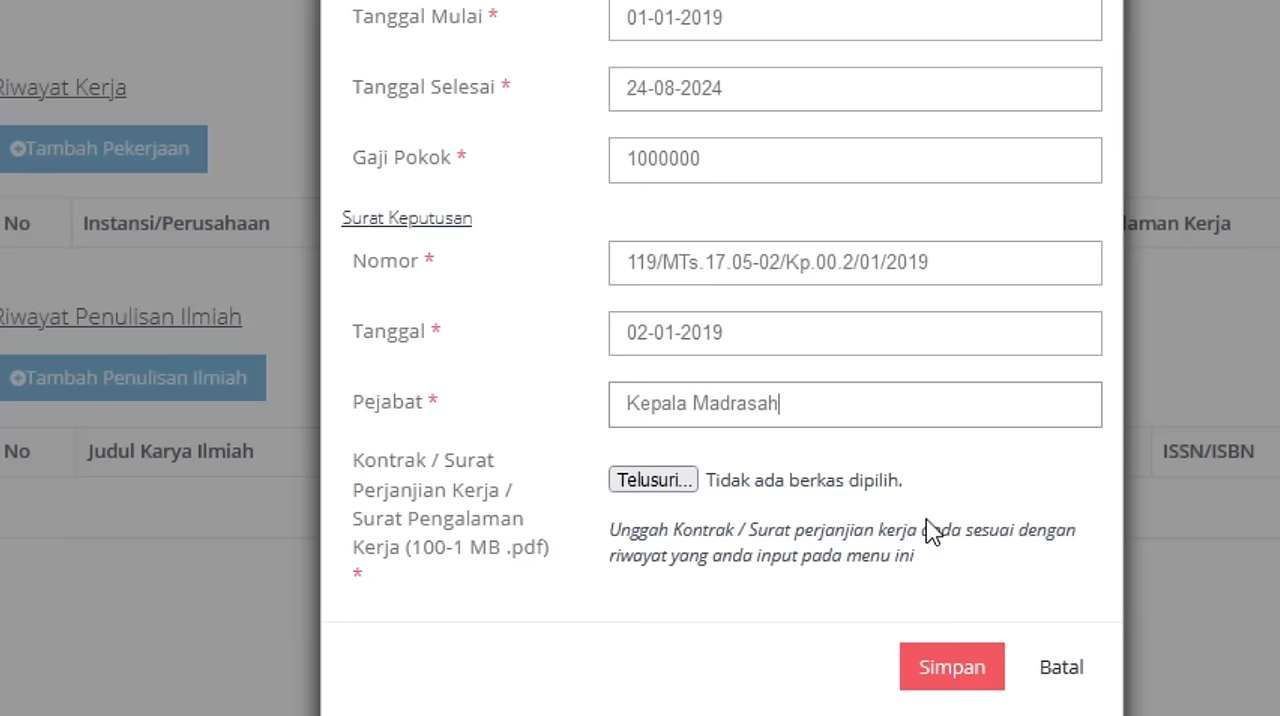 Tanggal Mulai *
01-01-2019
Riwayat Kerja
Tanggal Selesai *
24-08-2024
Tambah Pekerjaan
Gaji Pokok *
1000000
No
Instansi/Perusahaan
Surat Keputusan
laman Kerja
Nomor *
119/MTs.17.05-02/Kp.00.2/01/2019
Riwayat Penulisan Ilmiah
Tanggal *
02-01-2019
Tambah Penulisan Ilmiah
Pejabat *
Kepala Madrasah
No
Judul Karya Ilmiah
ISSN/ISBN
Kontrak / Surat
Perjanjian Kerja /
Surat Pengalaman
Kerja (100-1 MB .pdf)
*
Telusuri... Tidak ada berkas dipilih.
Unggah Kontrak / Surat perjanjian kerja anda sesuai dengan
riwayat yang anda input pada menu ini
Simpan
Batal